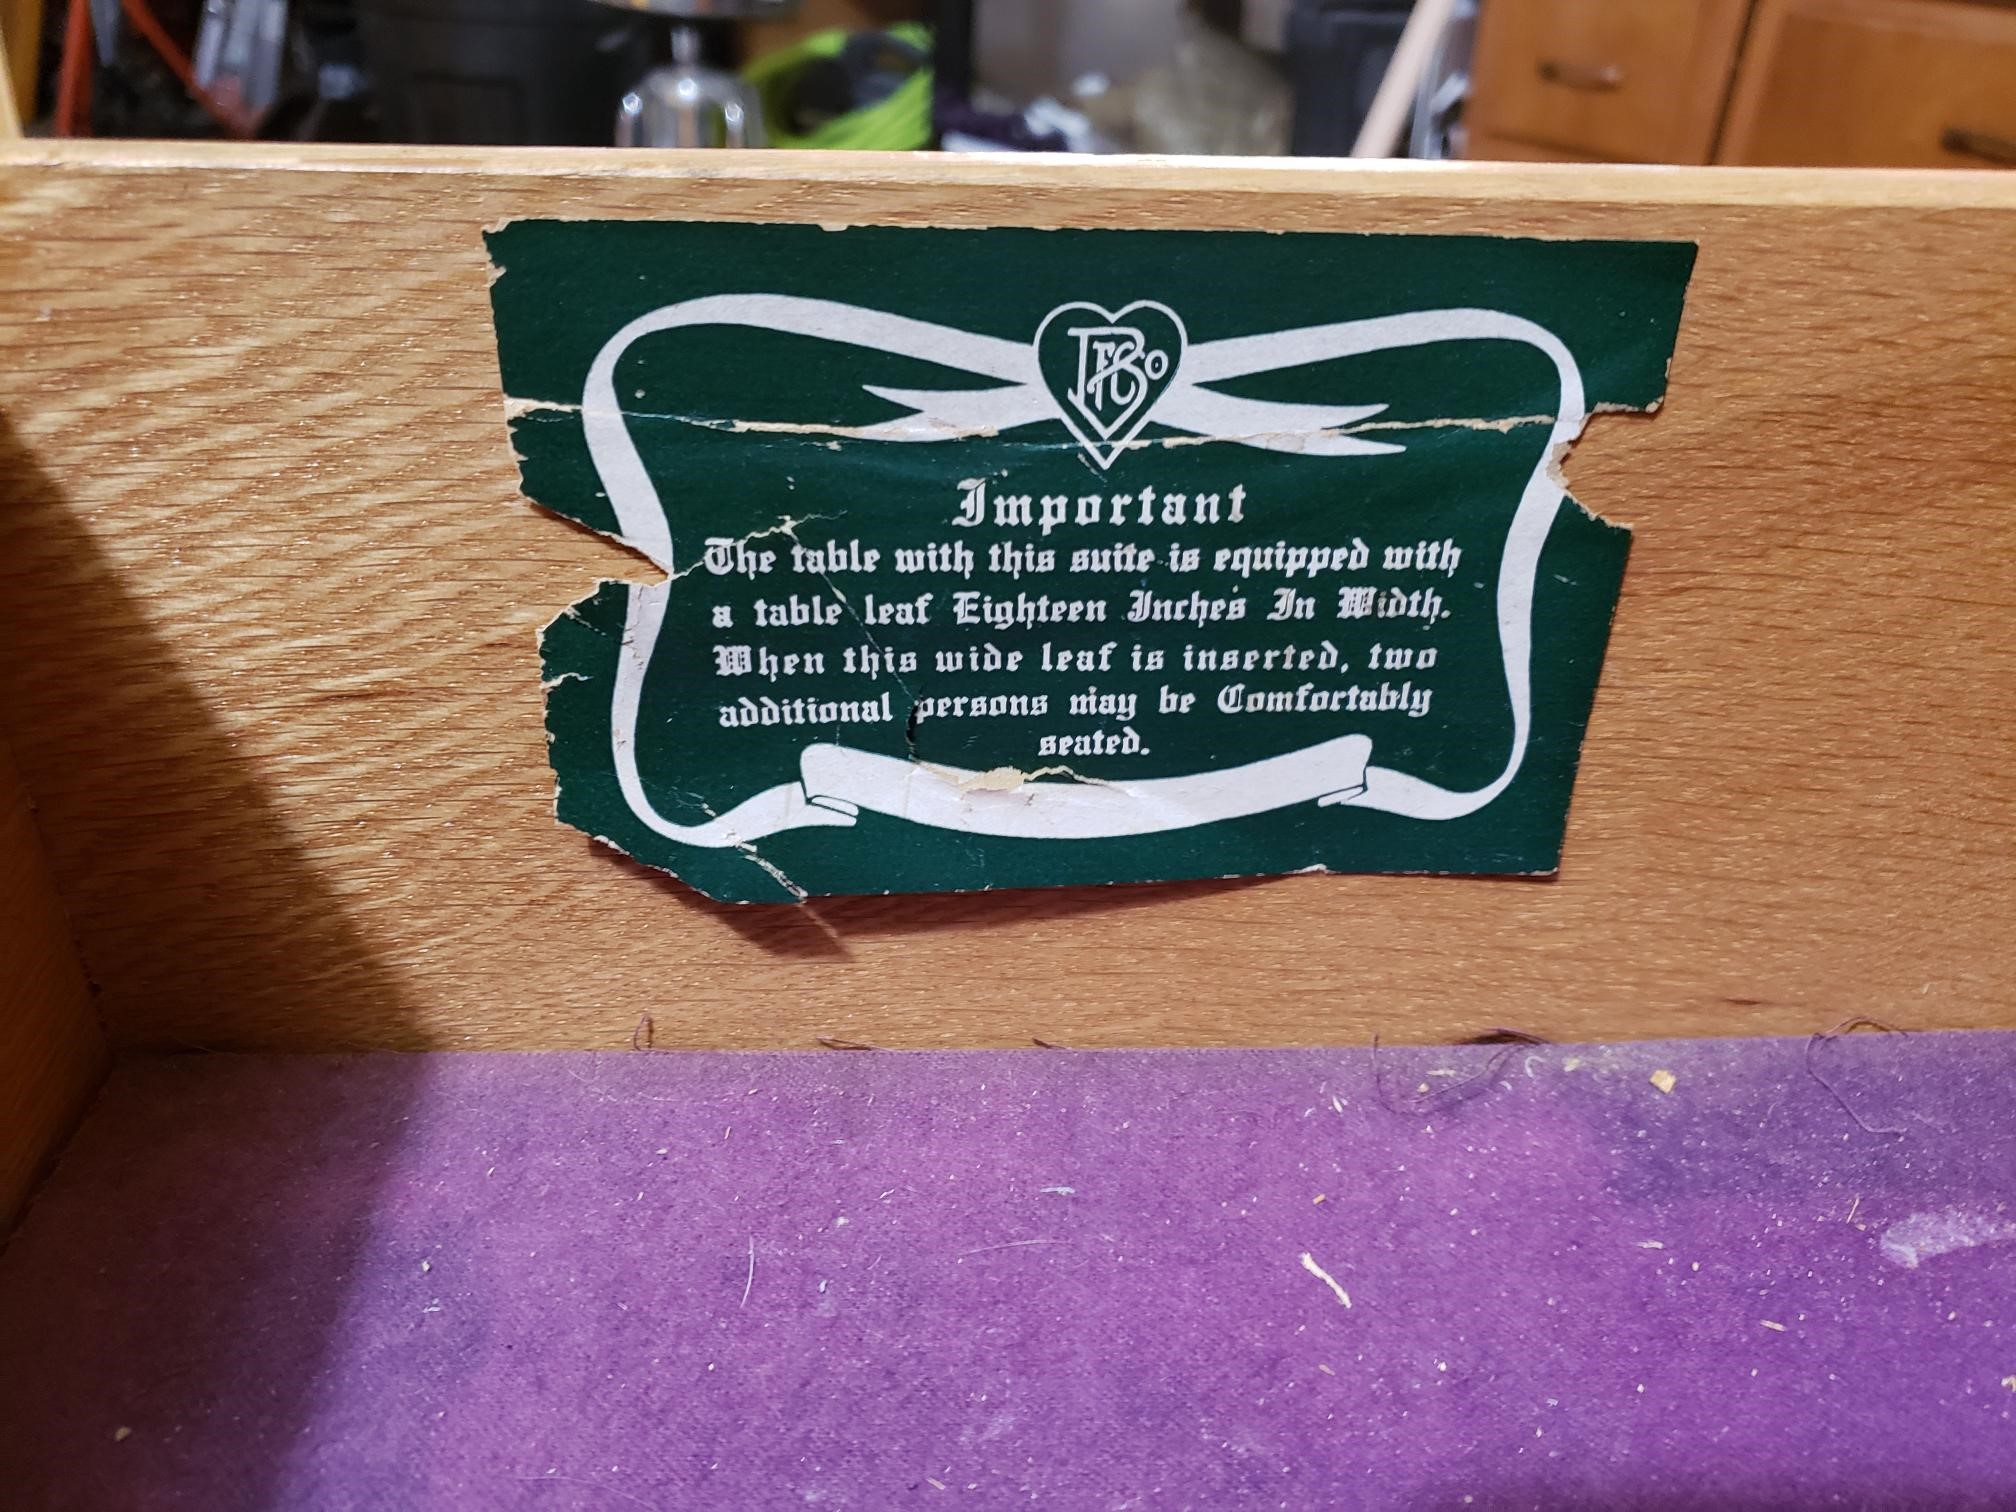 Important
The table with this suite is equipped with
a table leaf Eighteen Inches In Width.
When this wide leaf is inserted, two
additional persons may be Comfortably
seated.